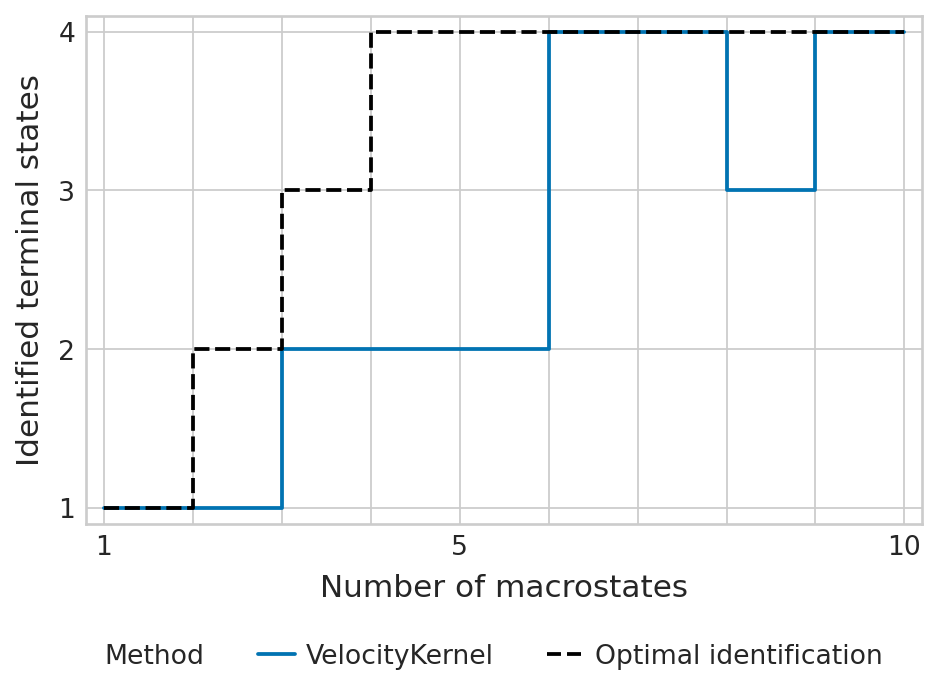 Identified terminal states
4
3
2
1
1 5 10
Number of macrostates
Method VelocityKernel Optimal identification